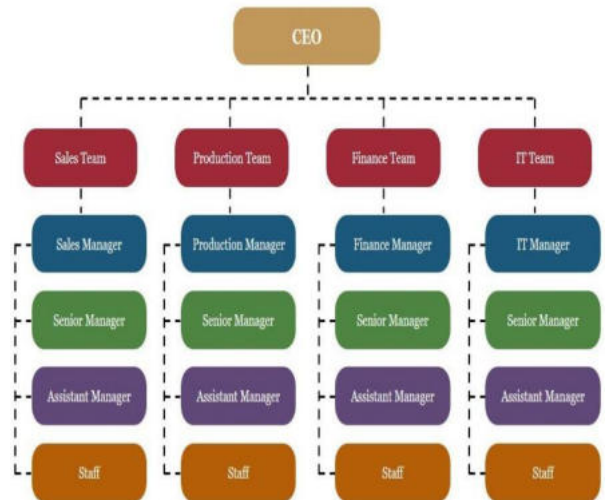 CEO
Sales Team
Production Team
Finance Team
IT Team
Sales Manager
Production Manager
Finance Manager
IT Manager
Senior Manager
Senior Manager
Senior Manager
Senior Manager
Assistant Manager
Assistant Manager
Assistant Manager
Assistant Manager
Staff
Staff
Staff
Staff